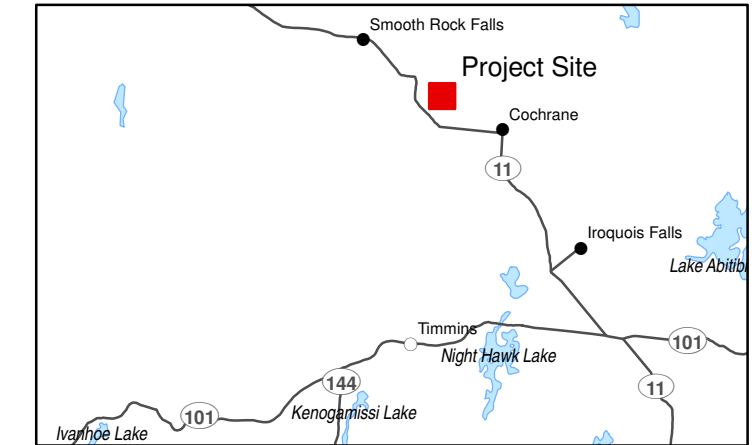 Smooth Rock Falls
Project Site
Cochrane
11
Iroquois Falls
Lake Abitibi
Timmins
Night Hawk Lake
101
144
11
101
Kenogamissi Lake
Ivanhoe Lake